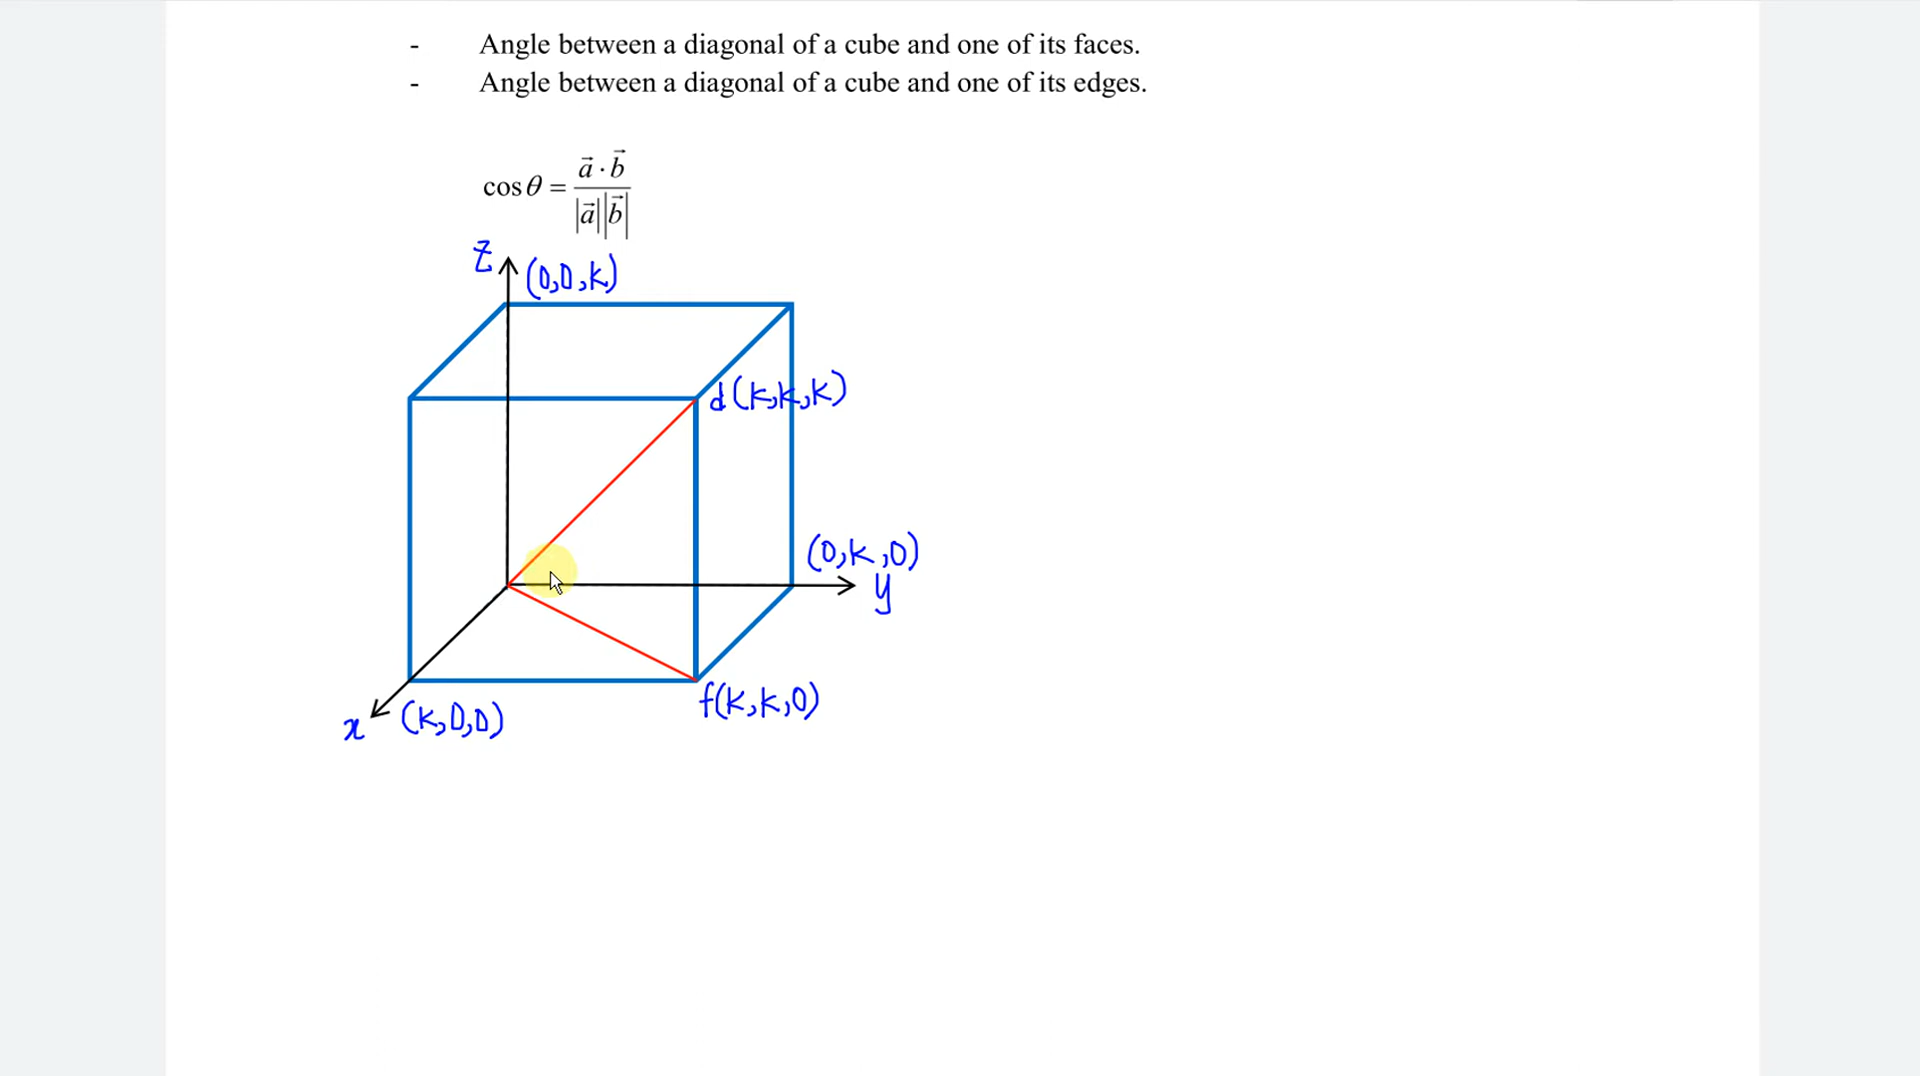 - Angle between a diagonal of a cube and one of its faces.
- Angle between a diagonal of a cube and one of its edges.
cos θ = a⃗ · b⃗ / |a⃗||b⃗|
z (0,0,k)
d(k,k,k)
(0,k,0)
y
f(k,k,0)
x (k,0,0)